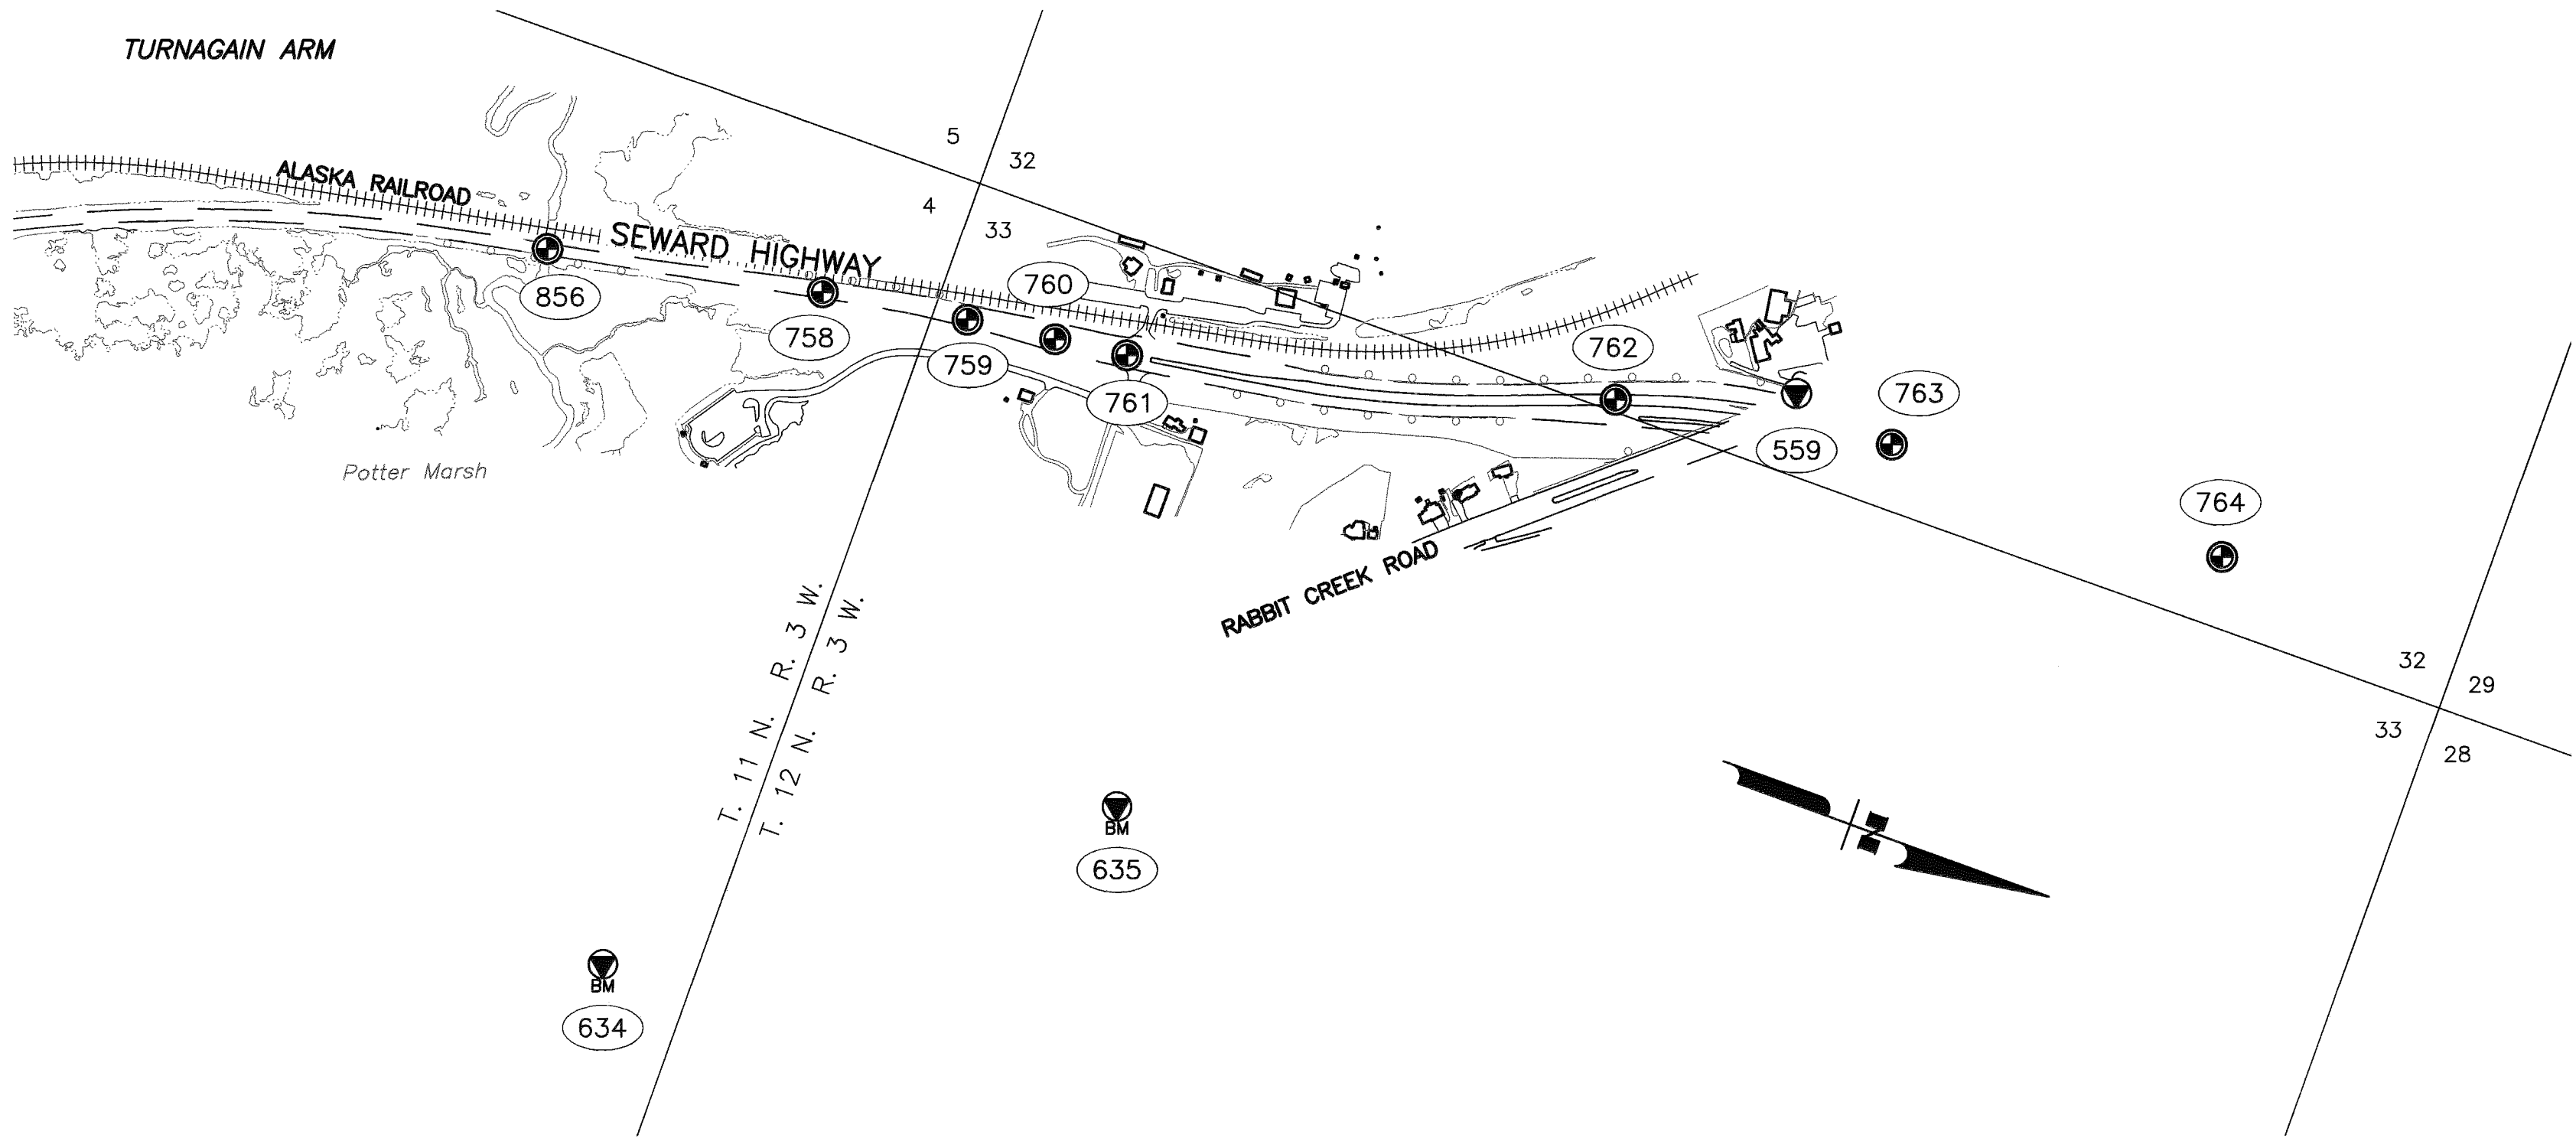 TURNAGAIN ARM
5
32
ALASKA RAILROAD
4
33
SEWARD HIGHWAY
760
856
758
759
762
761
763
559
Potter Marsh
764
RABBIT CREEK ROAD
T. 11 N. R. 3 W.
T. 12 N. R. 3 W.
32
29
33
28
BM
635
N
BM
634